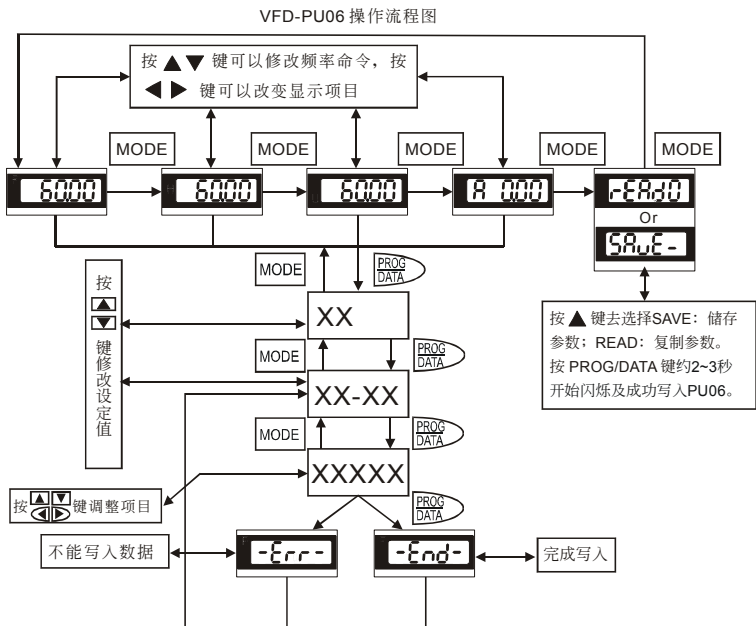 VFD-PU06 操作流程图
按 ▲ ▼ 键可以修改频率命令，按
◀ ▶ 键可以改变显示项目
MODE
MODE
MODE
MODE
MODE
F 60.00
H 60.00
U 60.00
A 0.00
rEAd0
Or
SAvE-
按 ▲ 键去选择SAVE：储存
参数；READ：复制参数。
按 PROG/DATA 键约2~3秒
开始闪烁及成功写入PU06。
MODE
PROG
DATA
XX
按
▲
▼
键修改设定值
MODE
PROG
DATA
XX-XX
MODE
PROG
DATA
XXXXX
按▲▼◀▶键调整项目
PROG
DATA
不能写入数据
-Err-
-End-
完成写入